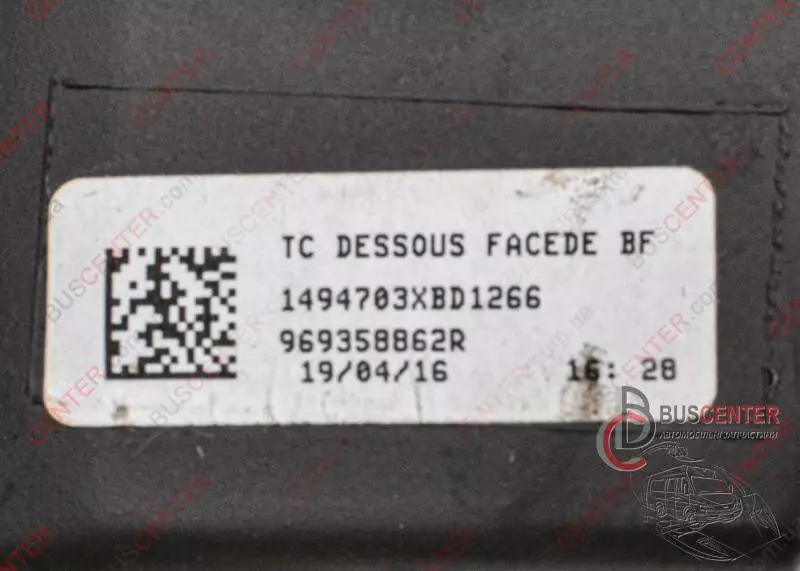 TC DESSOUS FACEDE BF
1494703XBD1266
969358862R
19/04/16 16:28
BUSCENTER
АВТОМОБІЛЬНІ ЗАПЧАСТИНИ